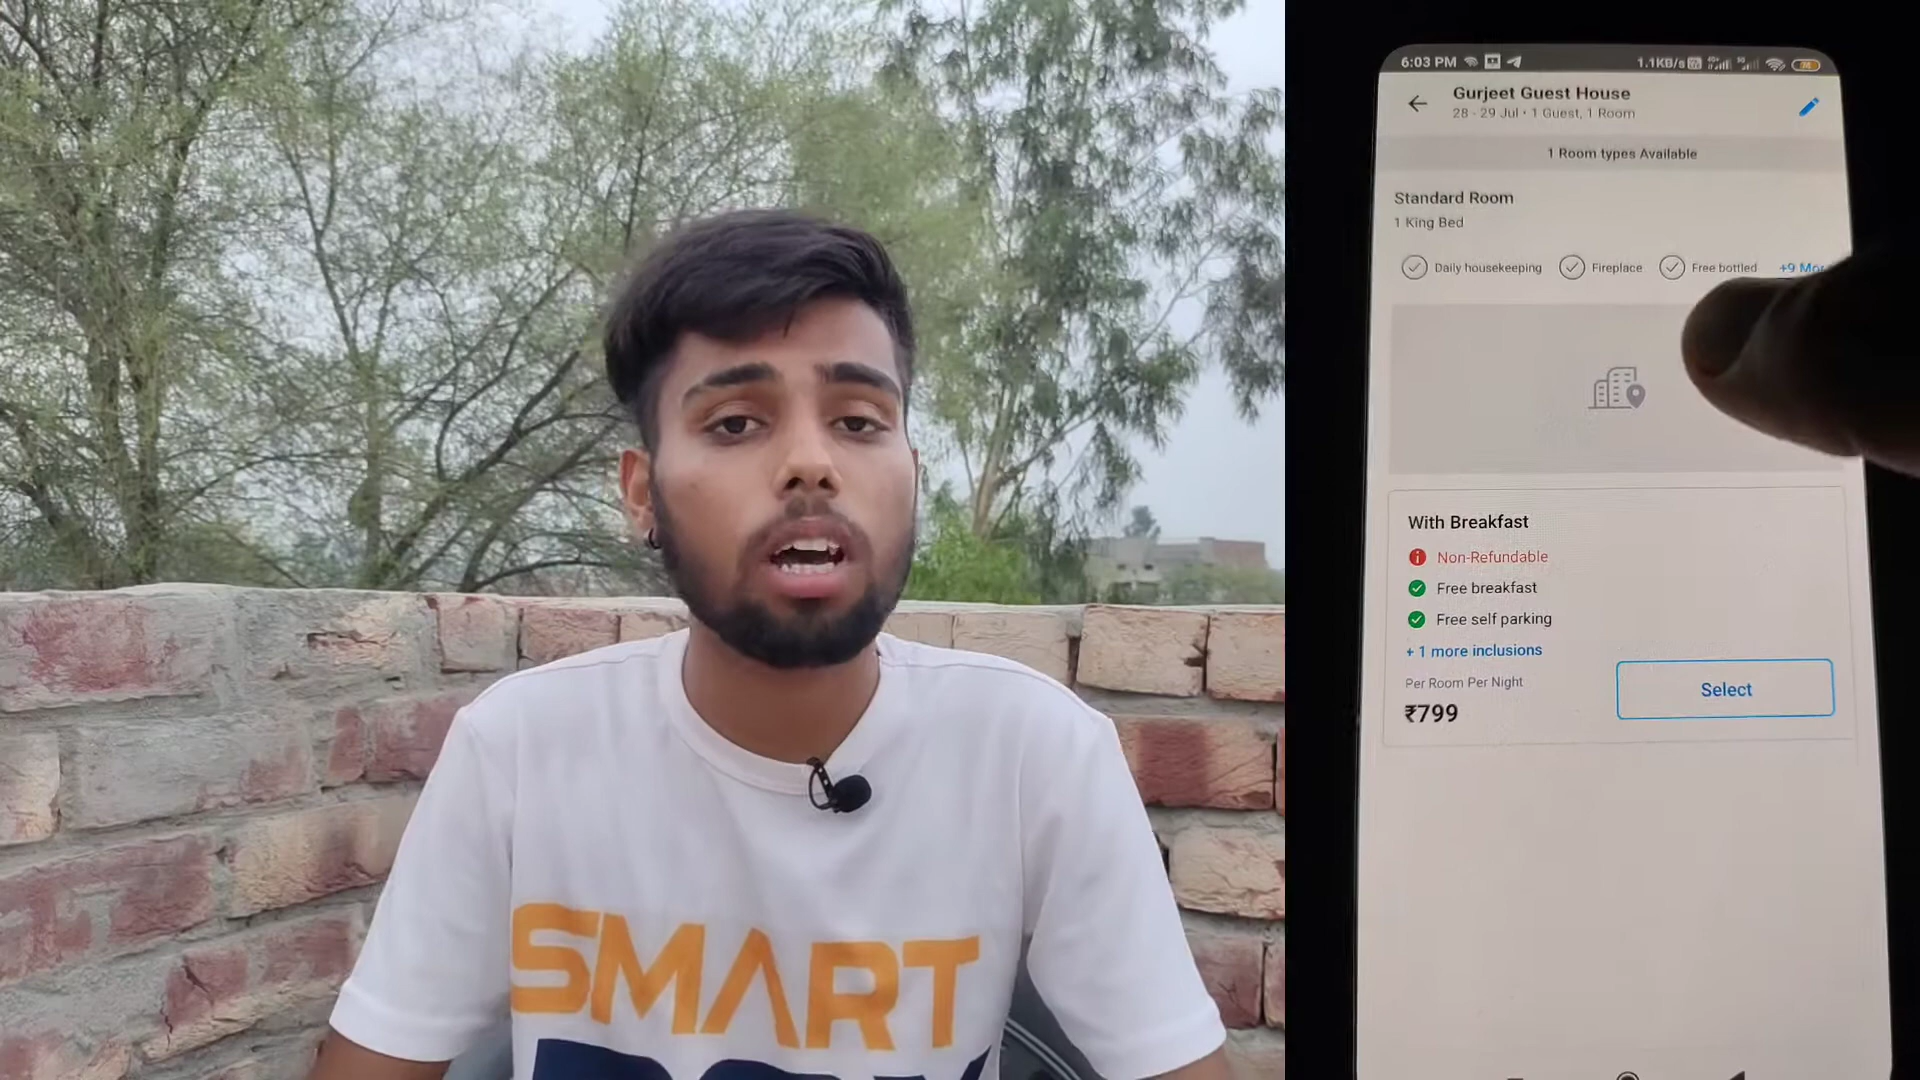 SMART
6:03 PM 1.1KB/s
Gurjeet Guest House
28 - 29 Jul • 1 Guest, 1 Room
1 Room types Available
Standard Room
1 King Bed
Daily housekeeping Fireplace Free bottled +9
With Breakfast
Non-Refundable
Free breakfast
Free self parking
+ 1 more inclusions
Per Room Per Night
₹799
Select